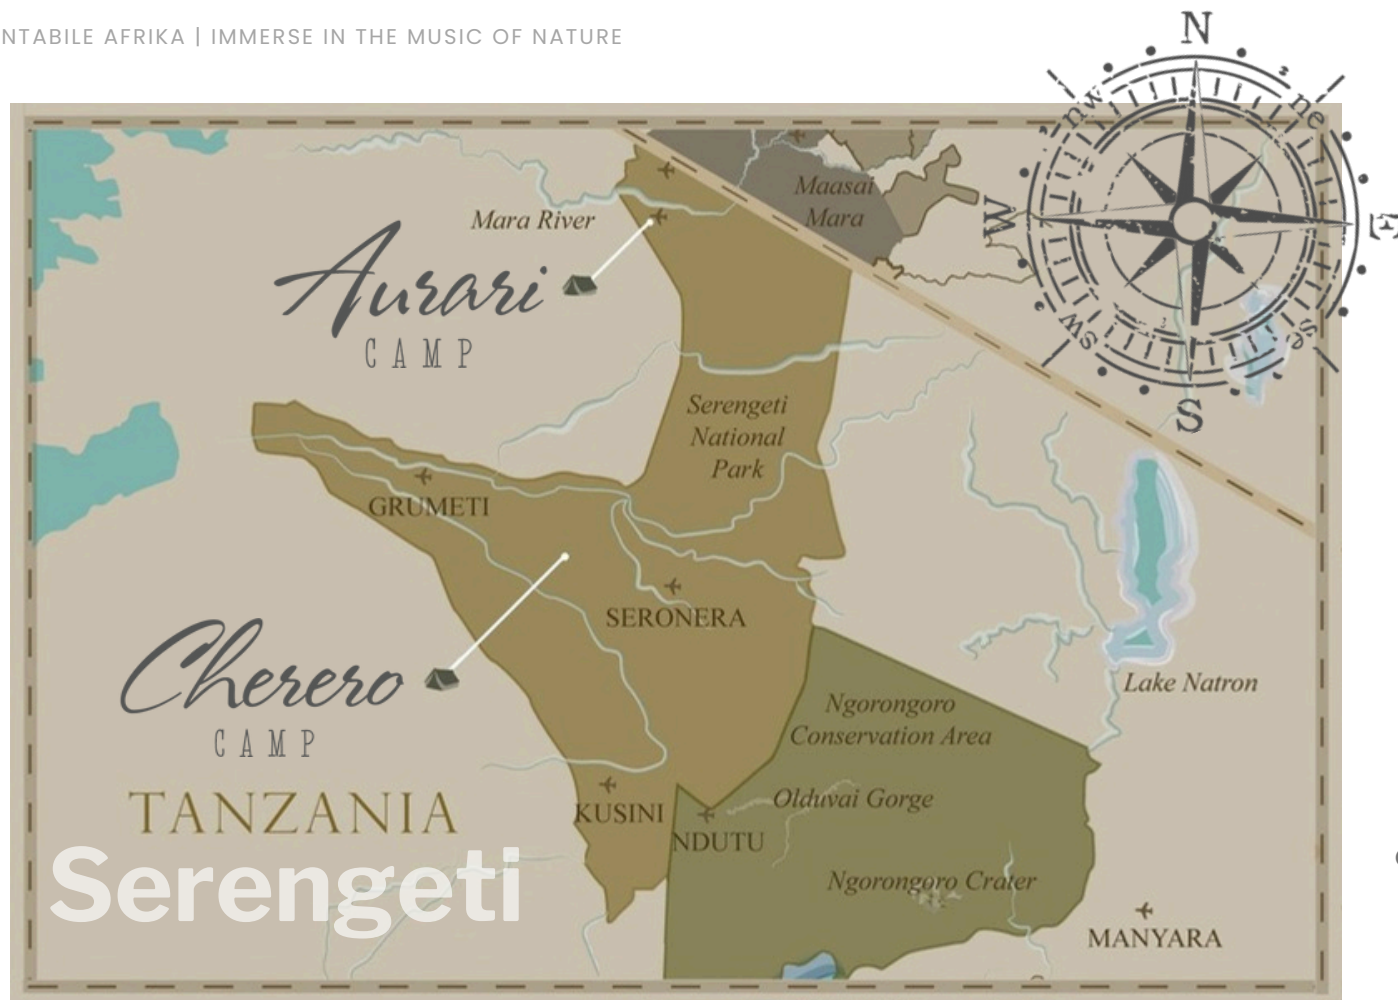 NTABILE AFRIKA | IMMERSE IN THE MUSIC OF NATURE
N
nw
ne
W
E
sw
se
S
Maasai
Mara
Mara River
Aurari
CAMP
Serengeti
National
Park
GRUMETI
SERONERA
Cherero
CAMP
Lake Natron
Ngorongoro
Conservation Area
TANZANIA
Olduvai Gorge
KUSINI
NDUTU
Serengeti
Ngorongoro Crater
MANYARA